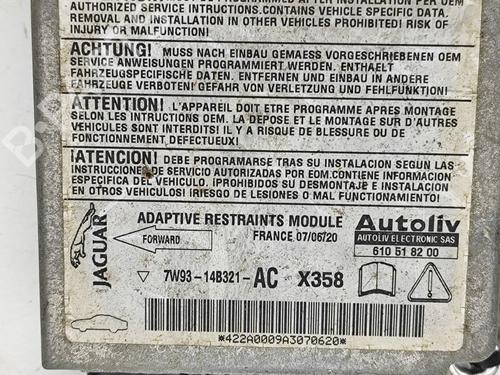 AUTHORISED SERVICE INSTRUCTIONS. CONTAINS VEHICLE SPECIFIC DATA.
REMOVAL AND INSTALLATION IN OTHER VEHICLES PROHIBITED! RISK OF
INJURY OR MALFUNCTION!
ACHTUNG! MUSS NACH EINBAU GEMAESS VORGESCHRIEBENEN OEM
SERVICE ANWEISUNGEN PROGRAMMIERT WERDEN. ENTHAELT
FAHRZEUGSPEZIFISCHE DATEN. ENTFERNEN UND EINBAU IN ANDERE
FAHRZEUGE VERBOTEN! GEFAHR VON VERLETZUNG UND FEHLFUNKTION!
ATTENTION! L'APPAREIL DOIT ETRE PROGRAMME APRES MONTAGE
SELON LES INTRUCTIONS OEM. LA DEPOSE ET LE MONTAGE SUR D'AUTRES
VEHICULES SONT INTERDITS! IL Y A RISQUE DE BLESSURE OU DE
FONCTIONNEMENT DEFECTUEUX!
¡ATENCION! DEBE PROGRAMARSE TRAS SU INSTALACION SEGUN LAS
INSTRUCCIONES DE SERVICIO AUTORIZADAS POR EOM.CONTIENE INFORMACION
ESPECIFICA DEL VEHICULO. ¡PROHIBIDOS SU DESMONTAJE E INSTALACION
EN OTROS VEHICULOS! ¡RIESGO DE LESIONES O MAL FUNCIONAMIENTO!
JAGUAR
ADAPTIVE RESTRAINTS MODULE
FORWARD
FRANCE 07/06/20
Autoliv
AUTOLIV ELECTRONIC SAS
610 51 82 00
7W93-14B321-AC X358
*422A0009A3070620*